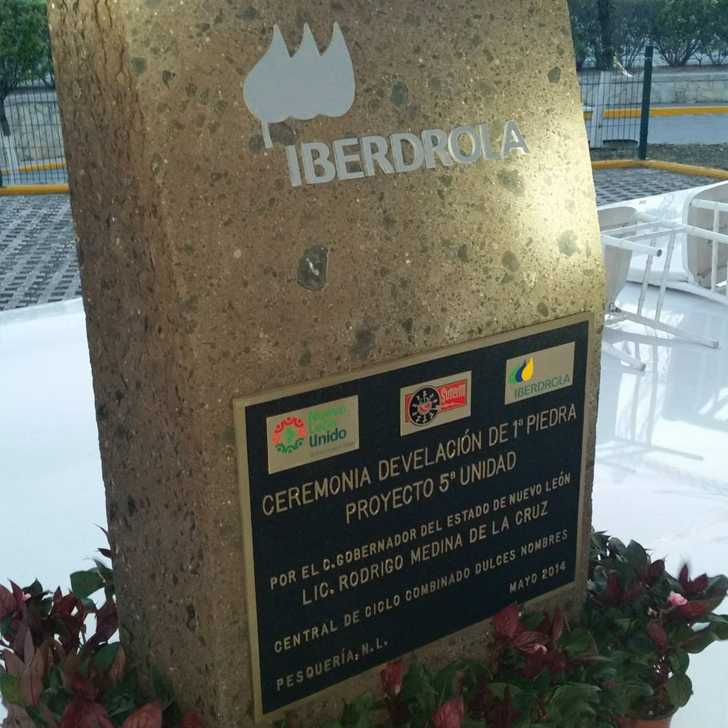 IBERDROLA
Nuevo
León
Unido
Suterm
IBERDROLA
CEREMONIA DEVELACIÓN DE 1ª PIEDRA
PROYECTO 5ª UNIDAD
POR EL C.GOBERNADOR DEL ESTADO DE NUEVO LEÓN
LIC. RODRIGO MEDINA DE LA CRUZ
CENTRAL DE CICLO COMBINADO DULCES NOMBRES
PESQUERÍA, N.L. MAYO 2014